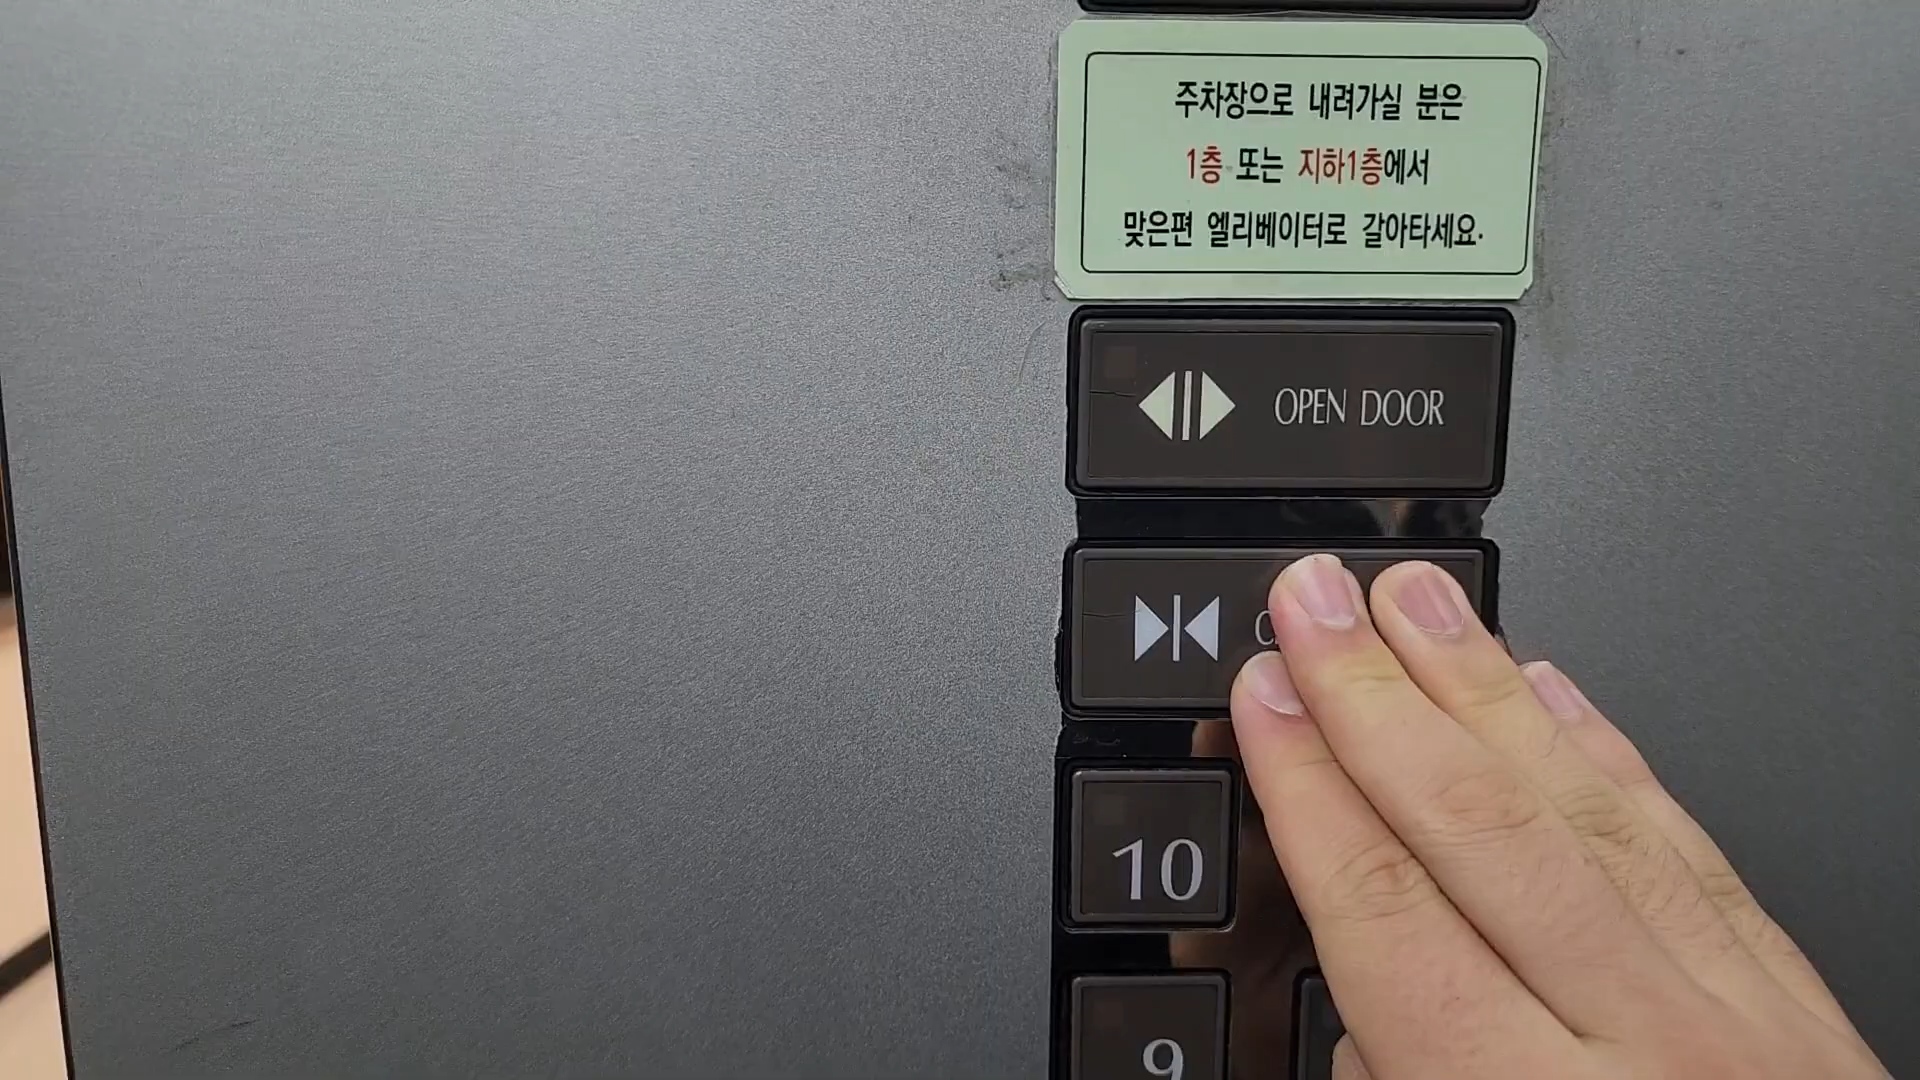 주차장으로 내려가실 분은
1층 또는 지하1층에서
맞은편 엘리베이터로 갈아타세요.
OPEN DOOR
10
9